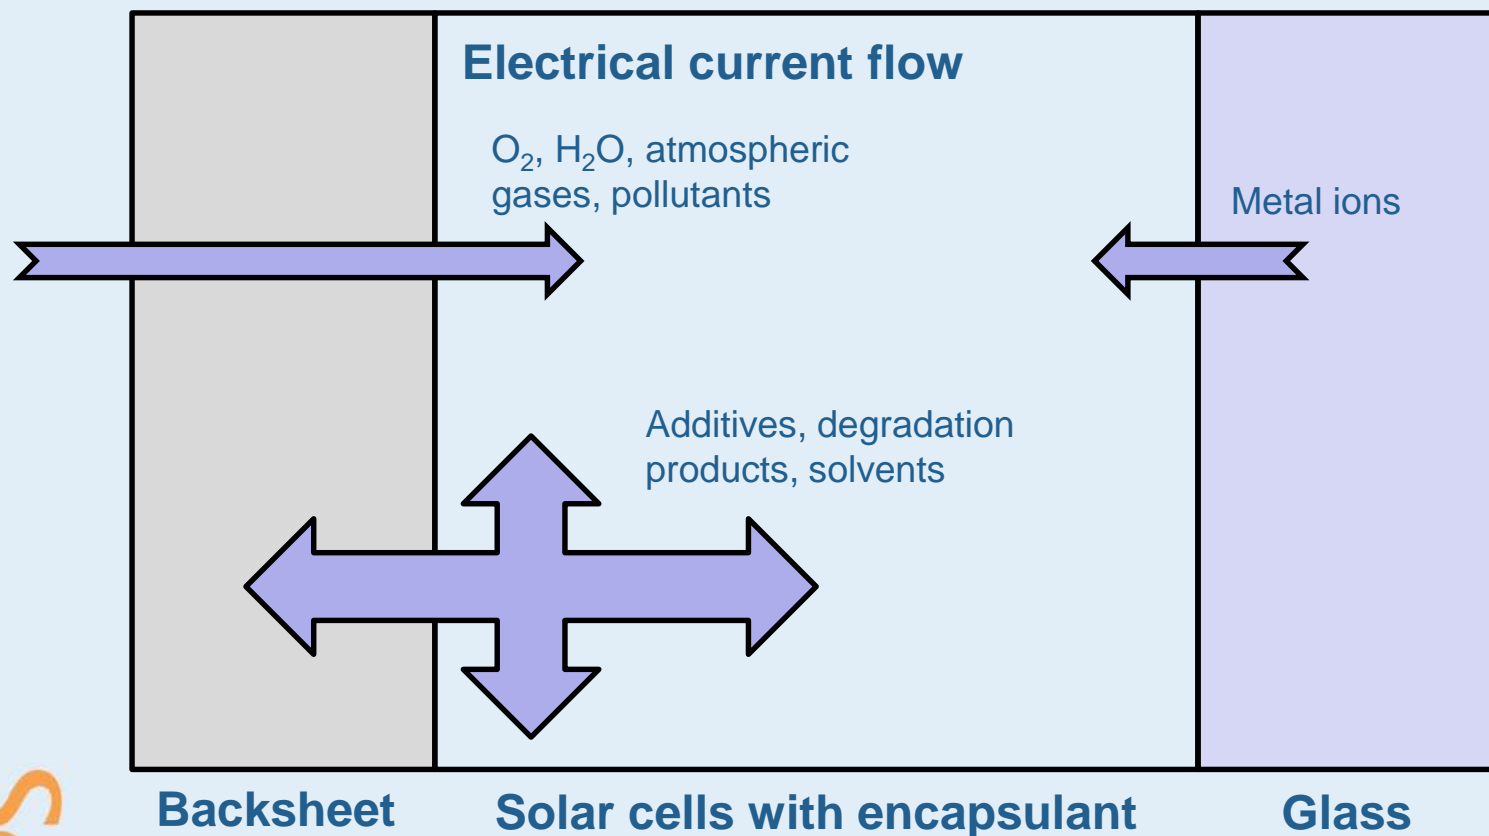 Electrical current flow
O₂, H₂O, atmospheric
gases, pollutants
Metal ions
Additives, degradation
products, solvents
Backsheet
Solar cells with encapsulant
Glass